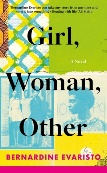 Girl,
A Novel
Woman,
Other
BERNARDINE EVARISTO